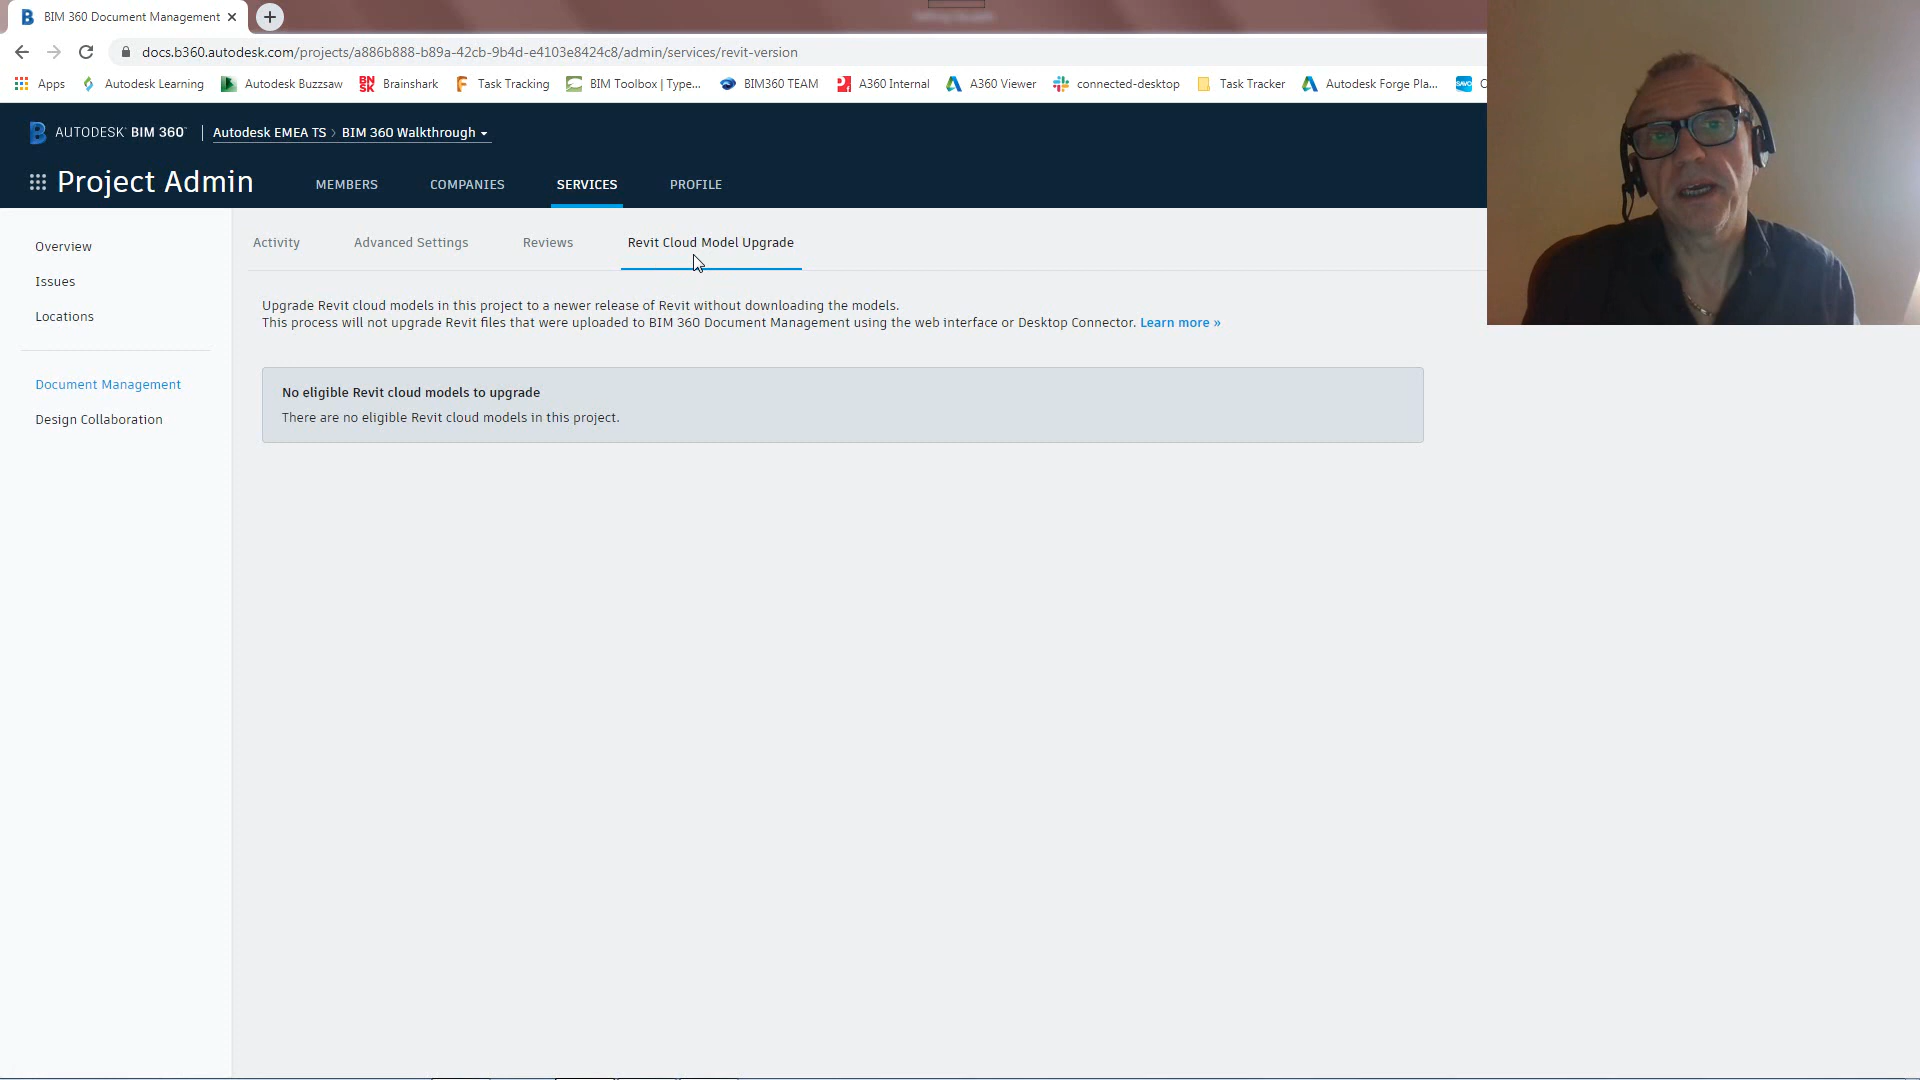 BIM 360 Document Management
docs.b360.autodesk.com/projects/a886b888-b89a-42cb-9b4d-e4103e8424c8/admin/services/revit-version
Apps Autodesk Learning Autodesk Buzzsaw Brainshark Task Tracking BIM Toolbox | Type... BIM360 TEAM A360 Internal A360 Viewer connected-desktop Task Tracker Autodesk Forge Pla...
AUTODESK® BIM 360™ Autodesk EMEA TS > BIM 360 Walkthrough
Project Admin MEMBERS COMPANIES SERVICES PROFILE
Overview
Issues
Locations
Document Management
Design Collaboration
Activity Advanced Settings Reviews Revit Cloud Model Upgrade
Upgrade Revit cloud models in this project to a newer release of Revit without downloading the models.
This process will not upgrade Revit files that were uploaded to BIM 360 Document Management using the web interface or Desktop Connector. Learn more »
No eligible Revit cloud models to upgrade
There are no eligible Revit cloud models in this project.